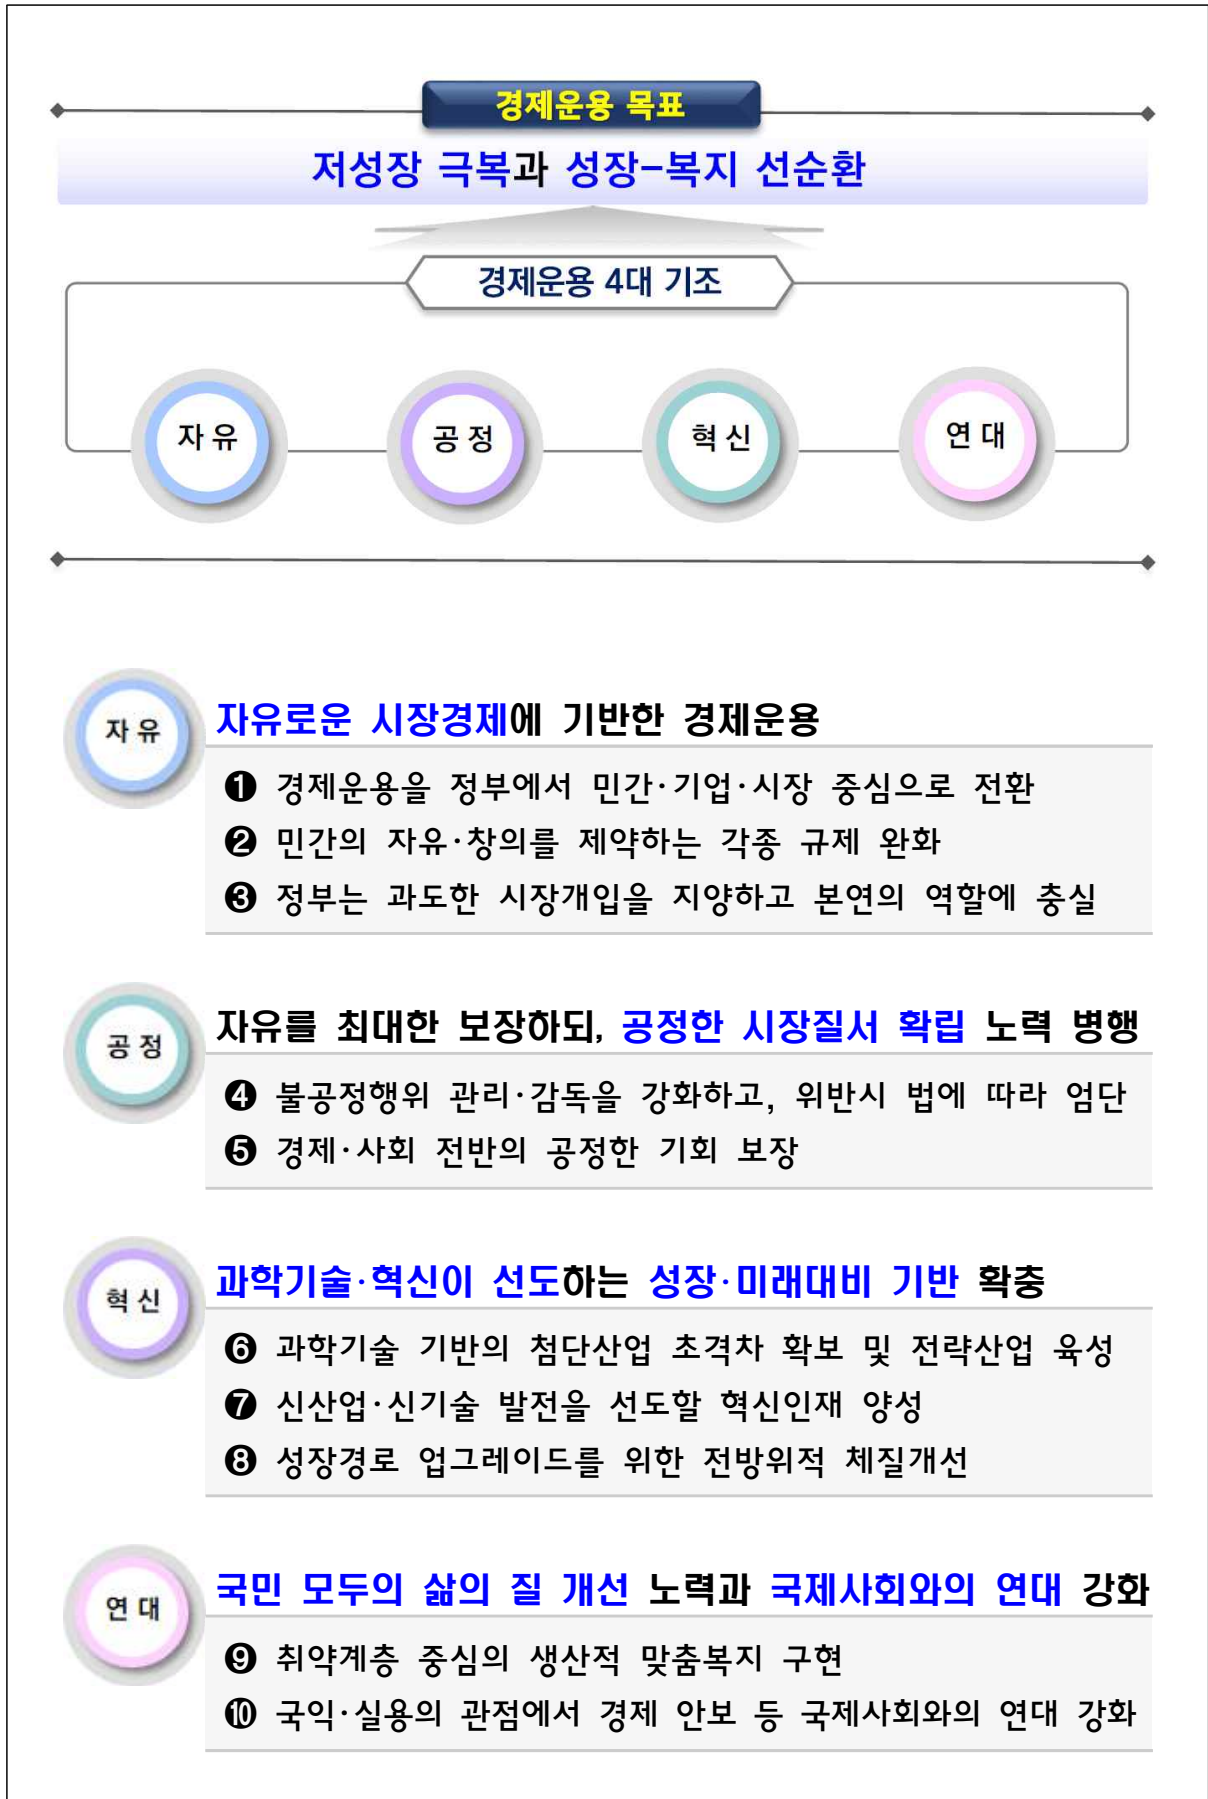 경제운용 목표
저성장 극복과 성장-복지 선순환
경제운용 4대 기조
자유 공정 혁신 연대
자유
자유로운 시장경제에 기반한 경제운용
❶ 경제운용을 정부에서 민간·기업·시장 중심으로 전환
❷ 민간의 자유·창의를 제약하는 각종 규제 완화
❸ 정부는 과도한 시장개입을 지양하고 본연의 역할에 충실
공정
자유를 최대한 보장하되, 공정한 시장질서 확립 노력 병행
❹ 불공정행위 관리·감독을 강화하고, 위반시 법에 따라 엄단
❺ 경제·사회 전반의 공정한 기회 보장
혁신
과학기술·혁신이 선도하는 성장·미래대비 기반 확충
❻ 과학기술 기반의 첨단산업 초격차 확보 및 전략산업 육성
❼ 신산업·신기술 발전을 선도할 혁신인재 양성
❽ 성장경로 업그레이드를 위한 전방위적 체질개선
연대
국민 모두의 삶의 질 개선 노력과 국제사회와의 연대 강화
❾ 취약계층 중심의 생산적 맞춤복지 구현
❿ 국익·실용의 관점에서 경제 안보 등 국제사회와의 연대 강화